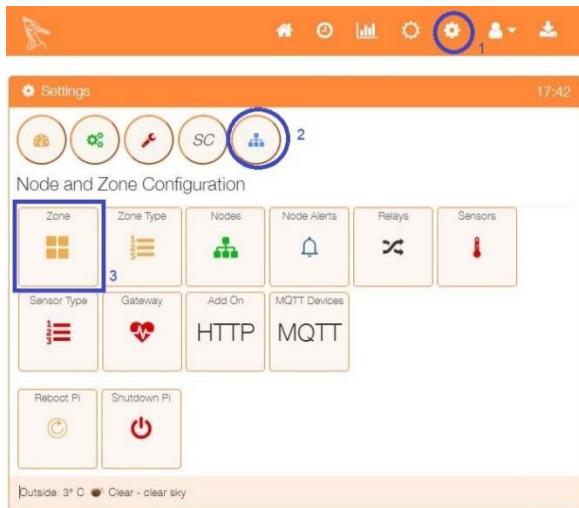 1
Settings 17:42
SC 2
Node and Zone Configuration
Zone Zone Type Nodes Node Alerts Relays Sensors
3
Sensor Type Gateway Add On MQTT Devices
HTTP MQTT
Reboot Pi Shutdown Pi
Outside: 3° C Clear - clear sky